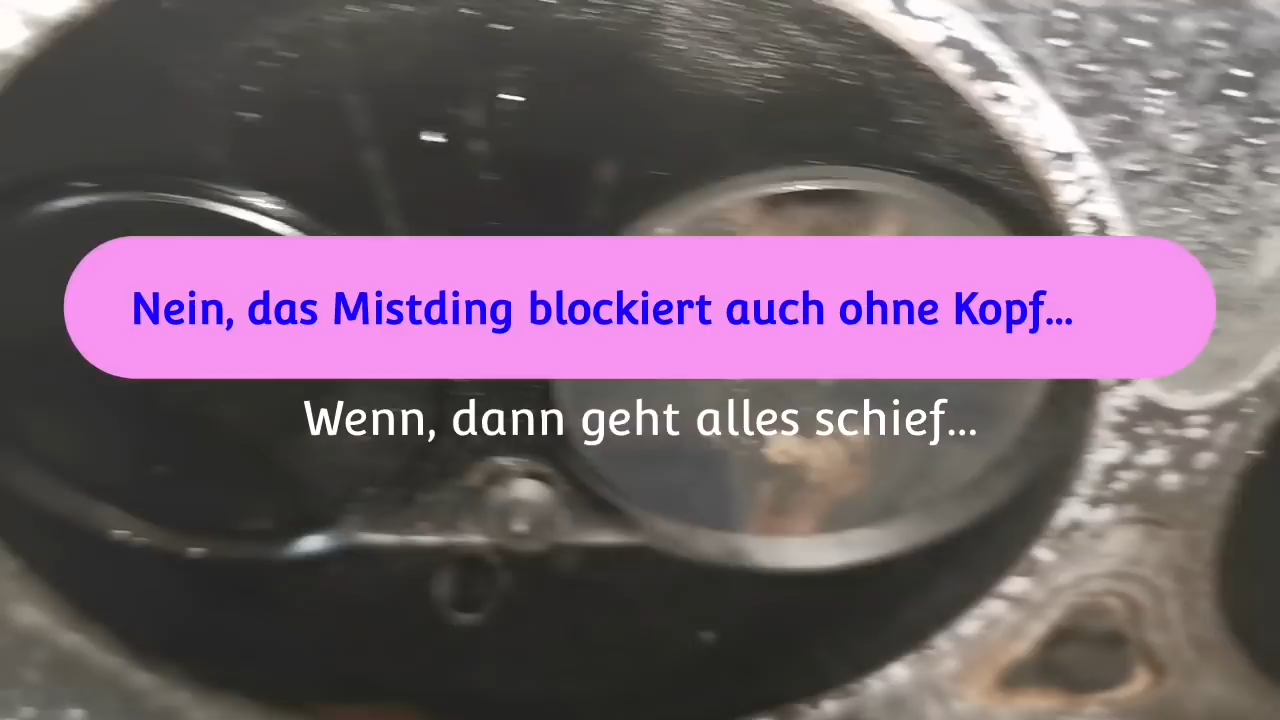 Nein, das Mistding blockiert auch ohne Kopf...
Wenn, dann geht alles schief...